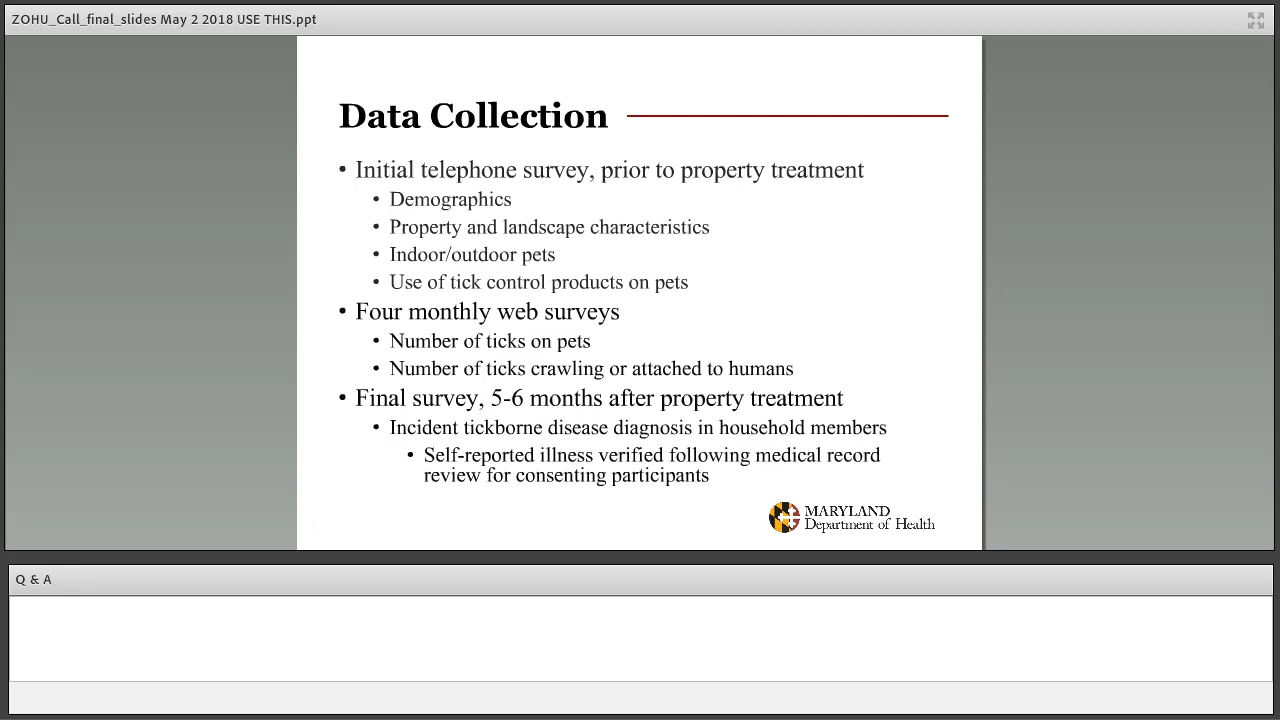 ZOHU_Call_final_slides May 2 2018 USE THIS.ppt
Data Collection
• Initial telephone survey, prior to property treatment
• Demographics
• Property and landscape characteristics
• Indoor/outdoor pets
• Use of tick control products on pets
• Four monthly web surveys
• Number of ticks on pets
• Number of ticks crawling or attached to humans
• Final survey, 5-6 months after property treatment
• Incident tickborne disease diagnosis in household members
• Self-reported illness verified following medical record
review for consenting participants
MARYLAND
Department of Health
Q & A